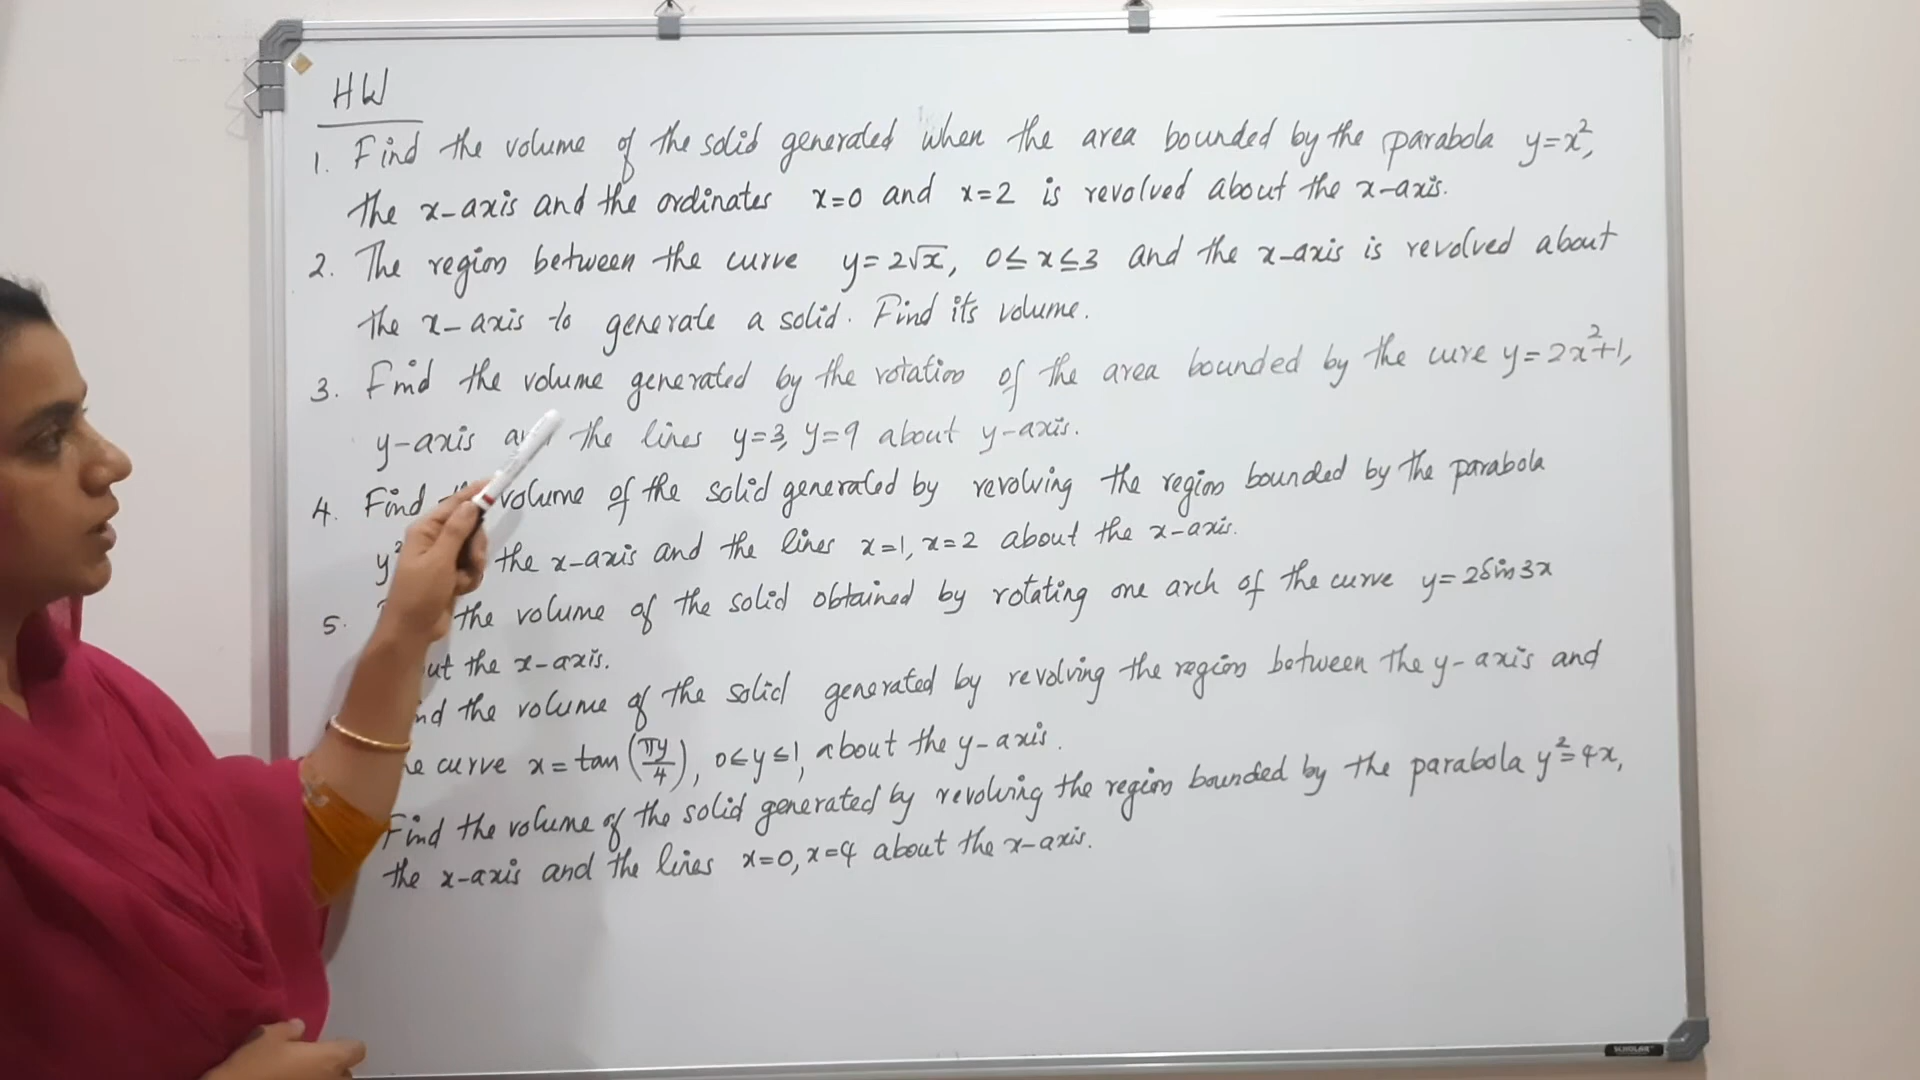 HW
1. Find the volume of the solid generated when the area bounded by the parabola y=x²,
the x-axis and the ordinates x=0 and x=2 is revolved about the x-axis.
2. The region between the curve y=2√x, 0≤x≤3 and the x-axis is revolved about
the x-axis to generate a solid. Find its volume.
3. Find the volume generated by the rotation of the area bounded by the cure y=2x²+1,
y-axis the lines y=3, y=9 about y-axis.
4. Find volume of the solid generated by revolving the region bounded by the parabola
y² the x-axis and the lines x=1, x=2 about the x-axis.
5. the volume of the solid obtained by rotating one arch of the curve y=2sin3x
the x-axis.
the volume of the solid generated by revolving the region between the y-axis and
curve x=tan(πy/4), 0≤y≤1, about the y-axis.
Find the volume of the solid generated by revolving the region bounded by the parabola y²=4x,
the x-axis and the lines x=0, x=4 about the x-axis.
SCHOLAR